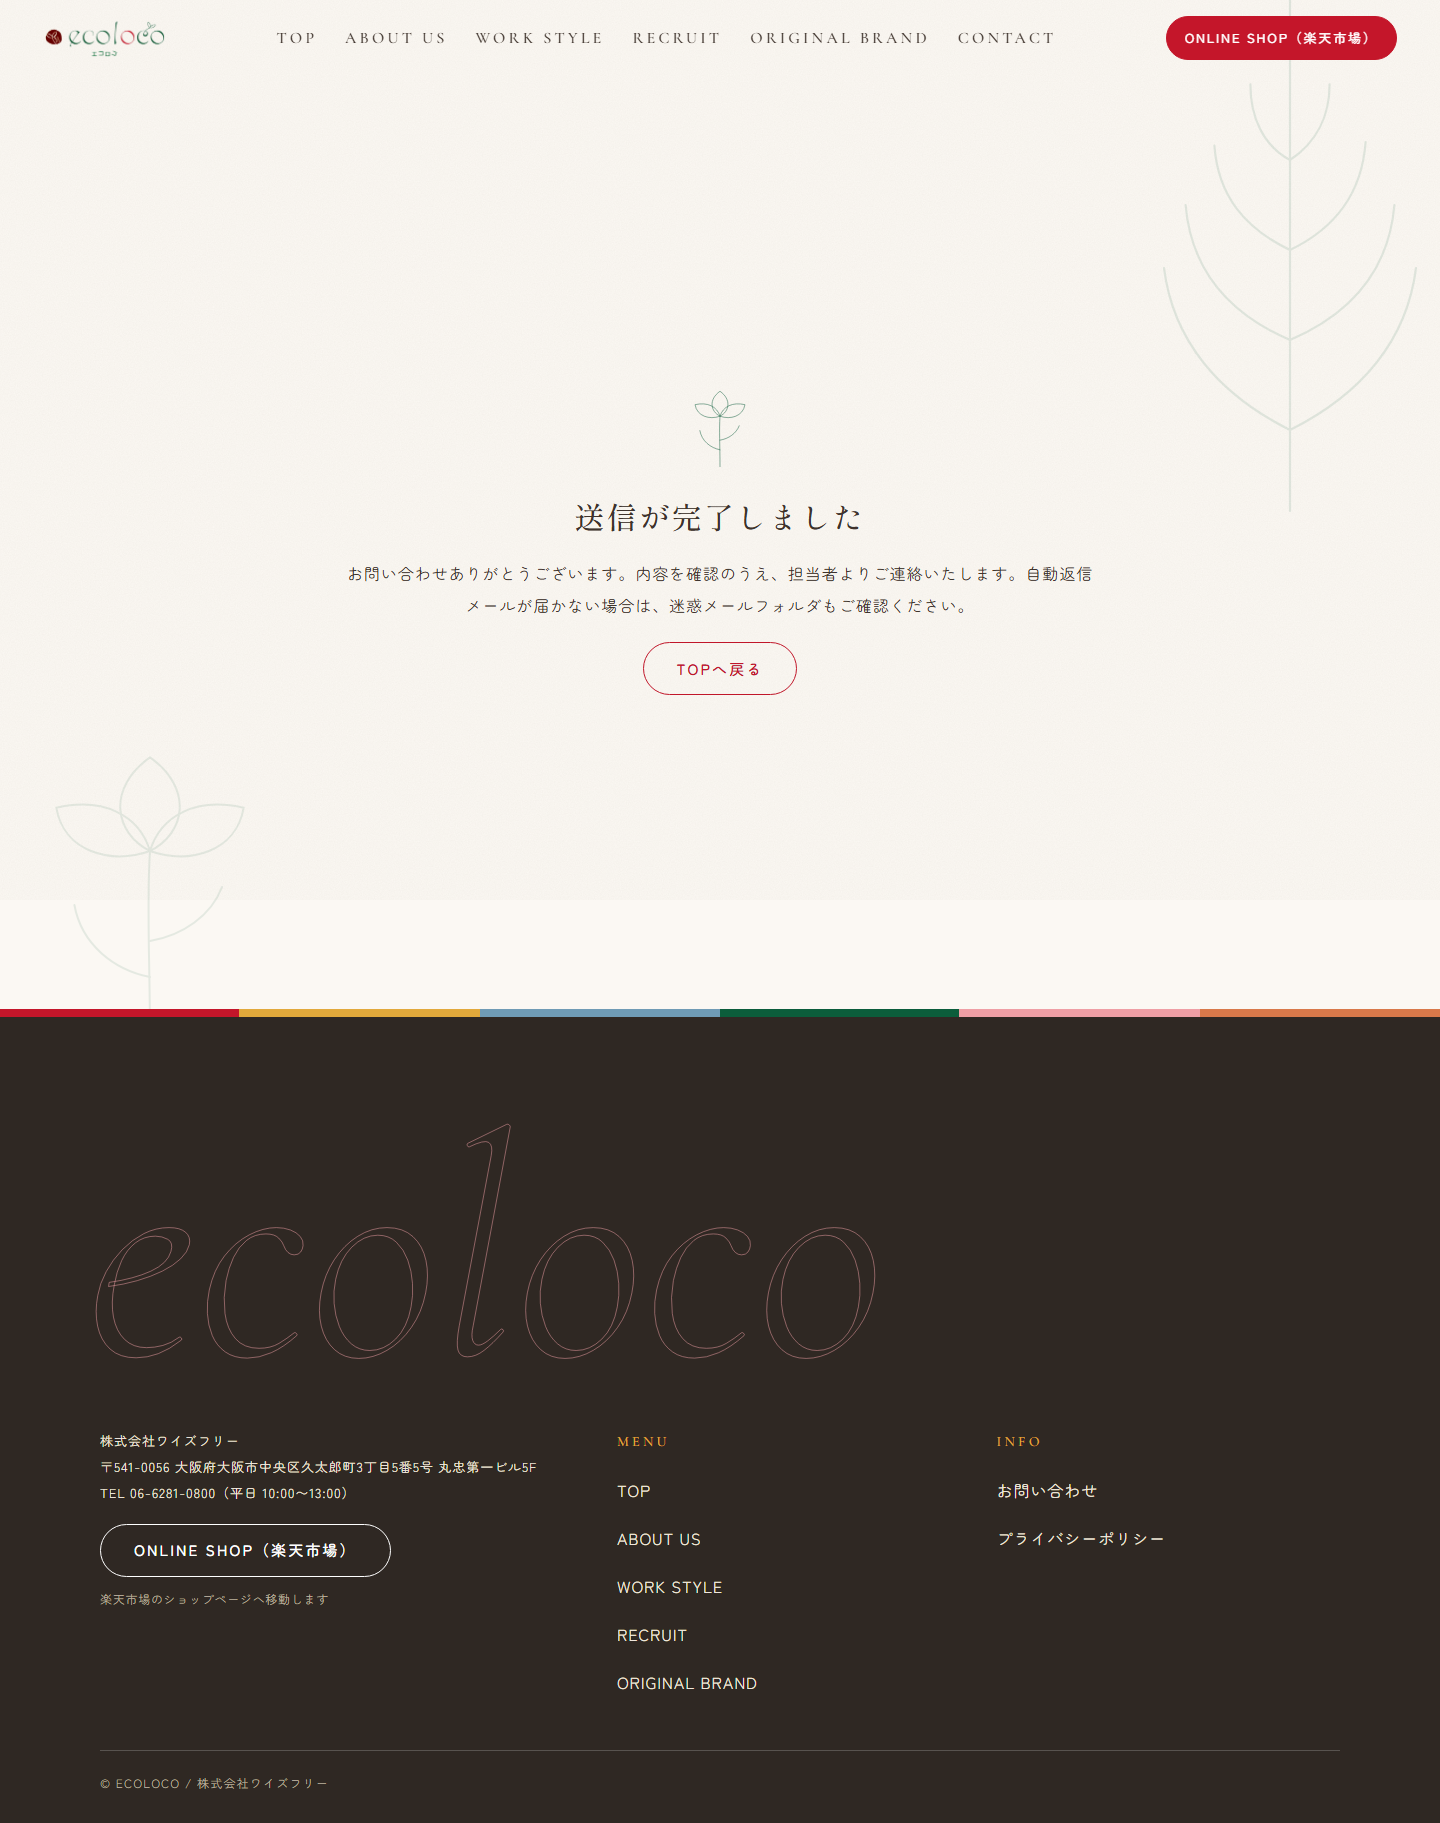 ecoloco
エコロコ
TOP
ABOUT US
WORK STYLE
RECRUIT
ORIGINAL BRAND
CONTACT
ONLINE SHOP（楽天市場）
送信が完了しました
お問い合わせありがとうございます。内容を確認のうえ、担当者よりご連絡いたします。自動返信
メールが届かない場合は、迷惑メールフォルダもご確認ください。
TOPへ戻る
ecoloco
株式会社ワイズフリー
〒541-0056 大阪府大阪市中央区久太郎町3丁目5番5号 丸忠第一ビル5F
TEL 06-6281-0800（平日 10:00〜13:00）
ONLINE SHOP（楽天市場）
楽天市場のショップページへ移動します
MENU
TOP
ABOUT US
WORK STYLE
RECRUIT
ORIGINAL BRAND
INFO
お問い合わせ
プライバシーポリシー
© ECOLOCO / 株式会社ワイズフリー